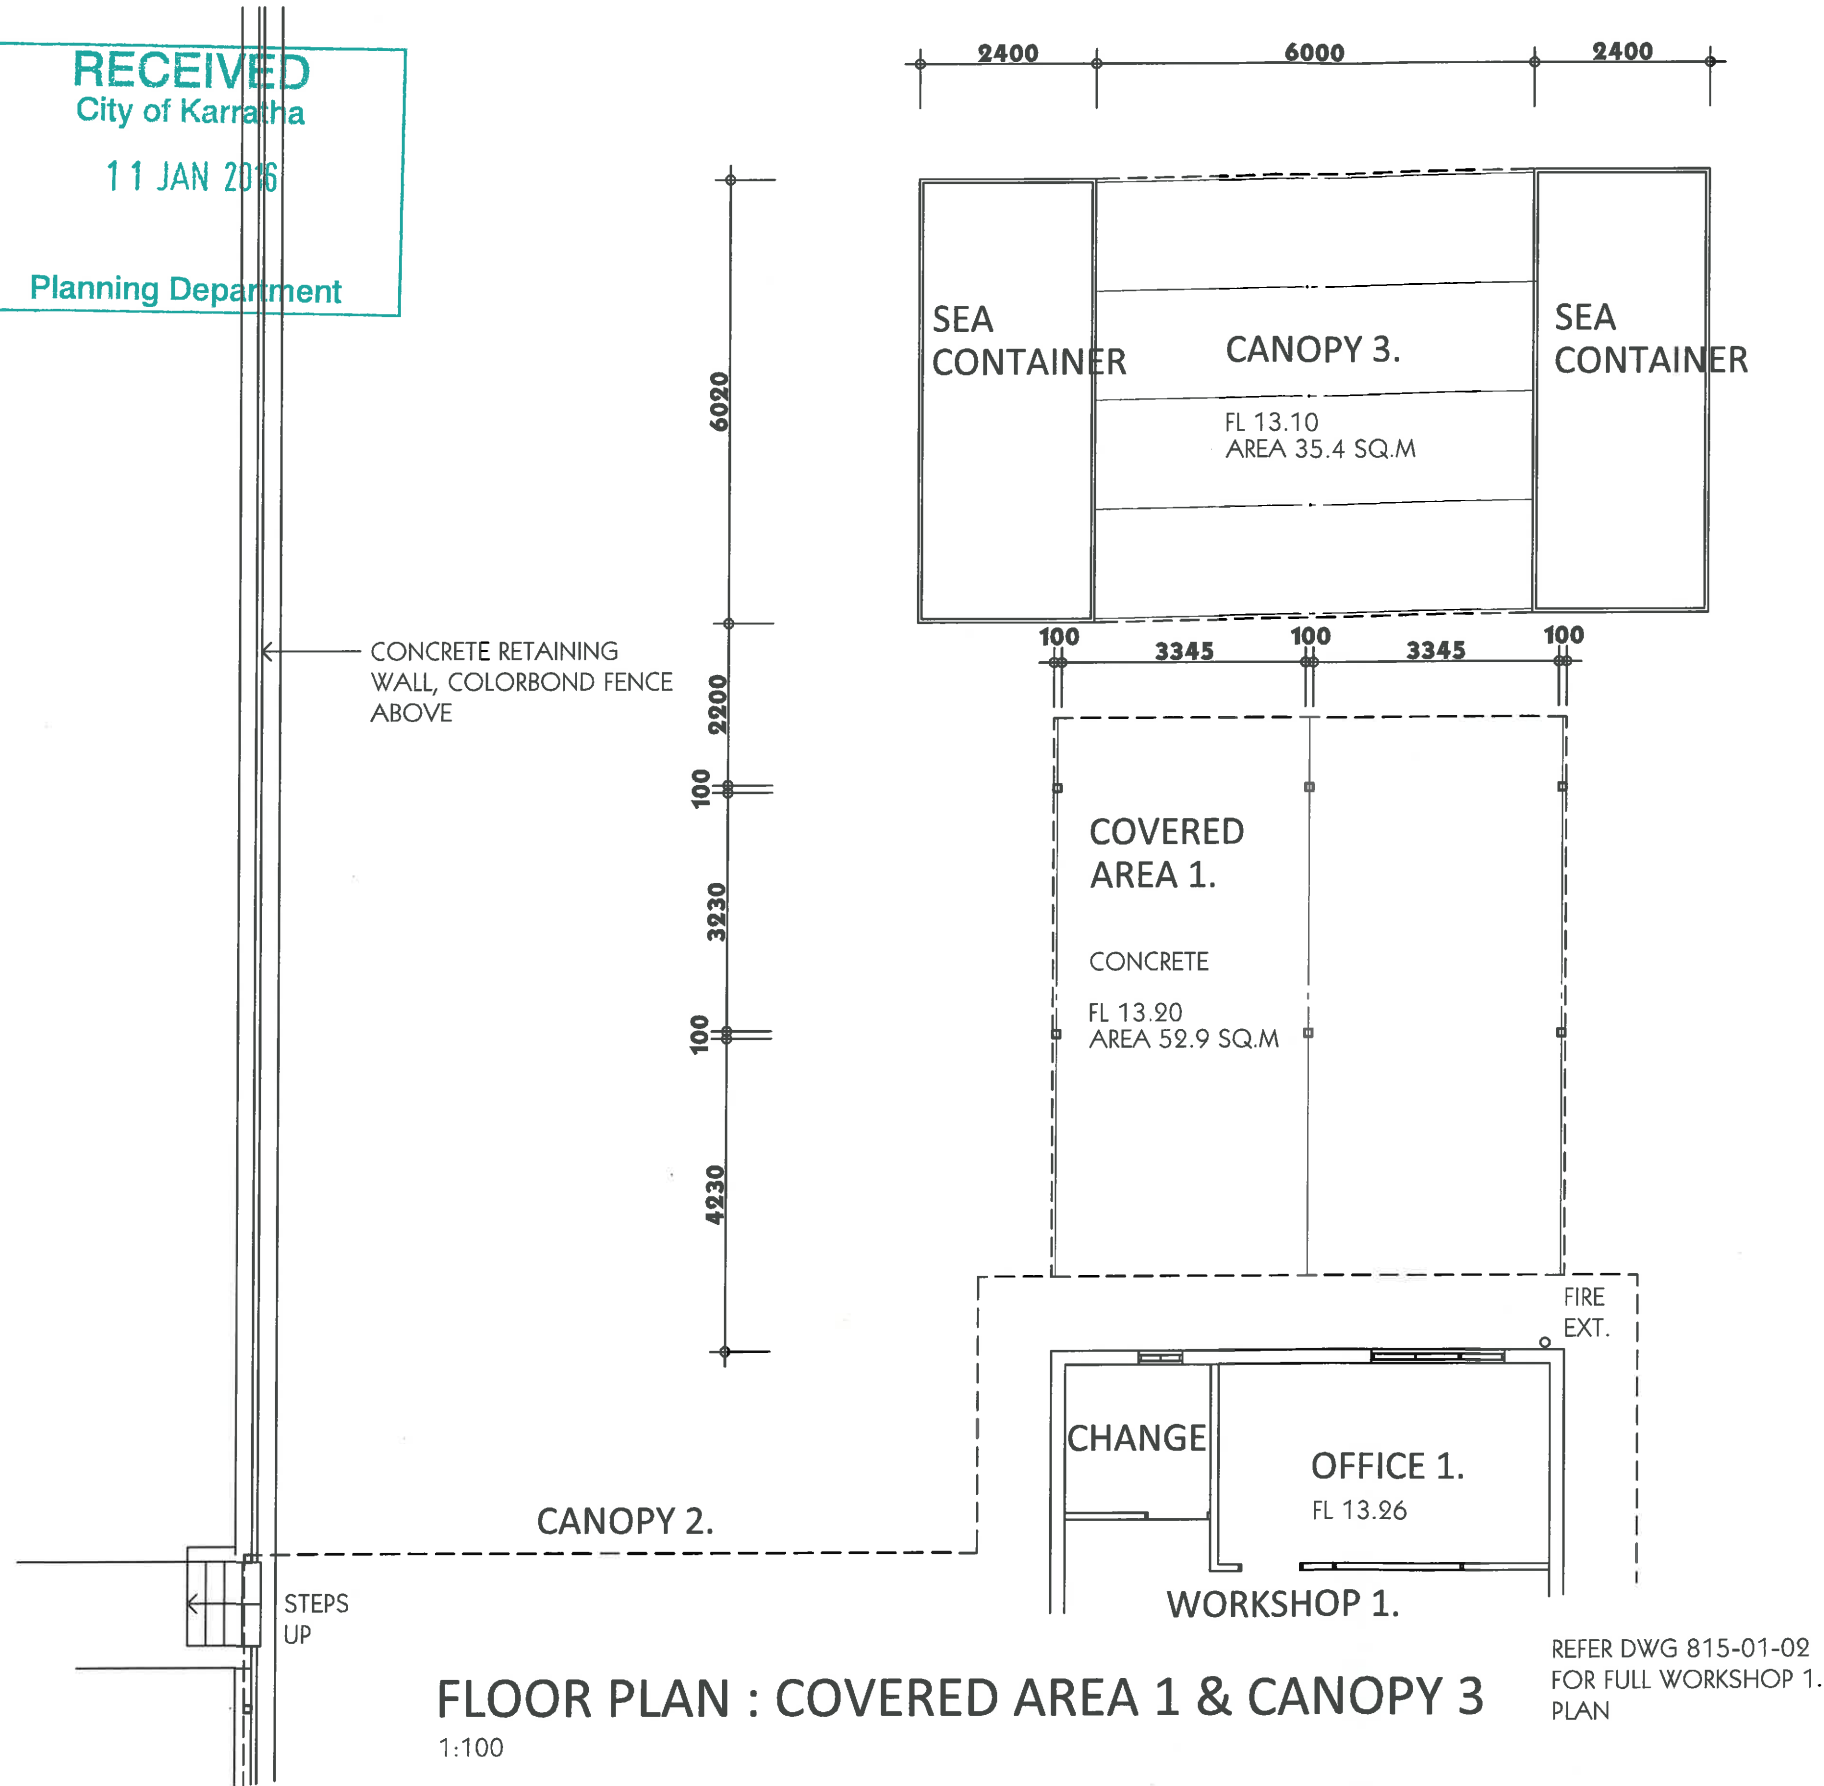 RECEIVED
City of Karratha
11 JAN 2016
Planning Department
2400
6000
2400
SEA
CONTAINER
CANOPY 3.
FL 13.10
AREA 35.4 SQ.M
SEA
CONTAINER
6020
2200
100
3230
100
4230
CONCRETE RETAINING
WALL, COLORBOND FENCE
ABOVE
100
3345
100
3345
100
COVERED
AREA 1.
CONCRETE
FL 13.20
AREA 52.9 SQ.M
FIRE
EXT.
CHANGE
OFFICE 1.
FL 13.26
CANOPY 2.
WORKSHOP 1.
STEPS
UP
REFER DWG 815-01-02
FOR FULL WORKSHOP 1.
PLAN
FLOOR PLAN : COVERED AREA 1 & CANOPY 3
1:100